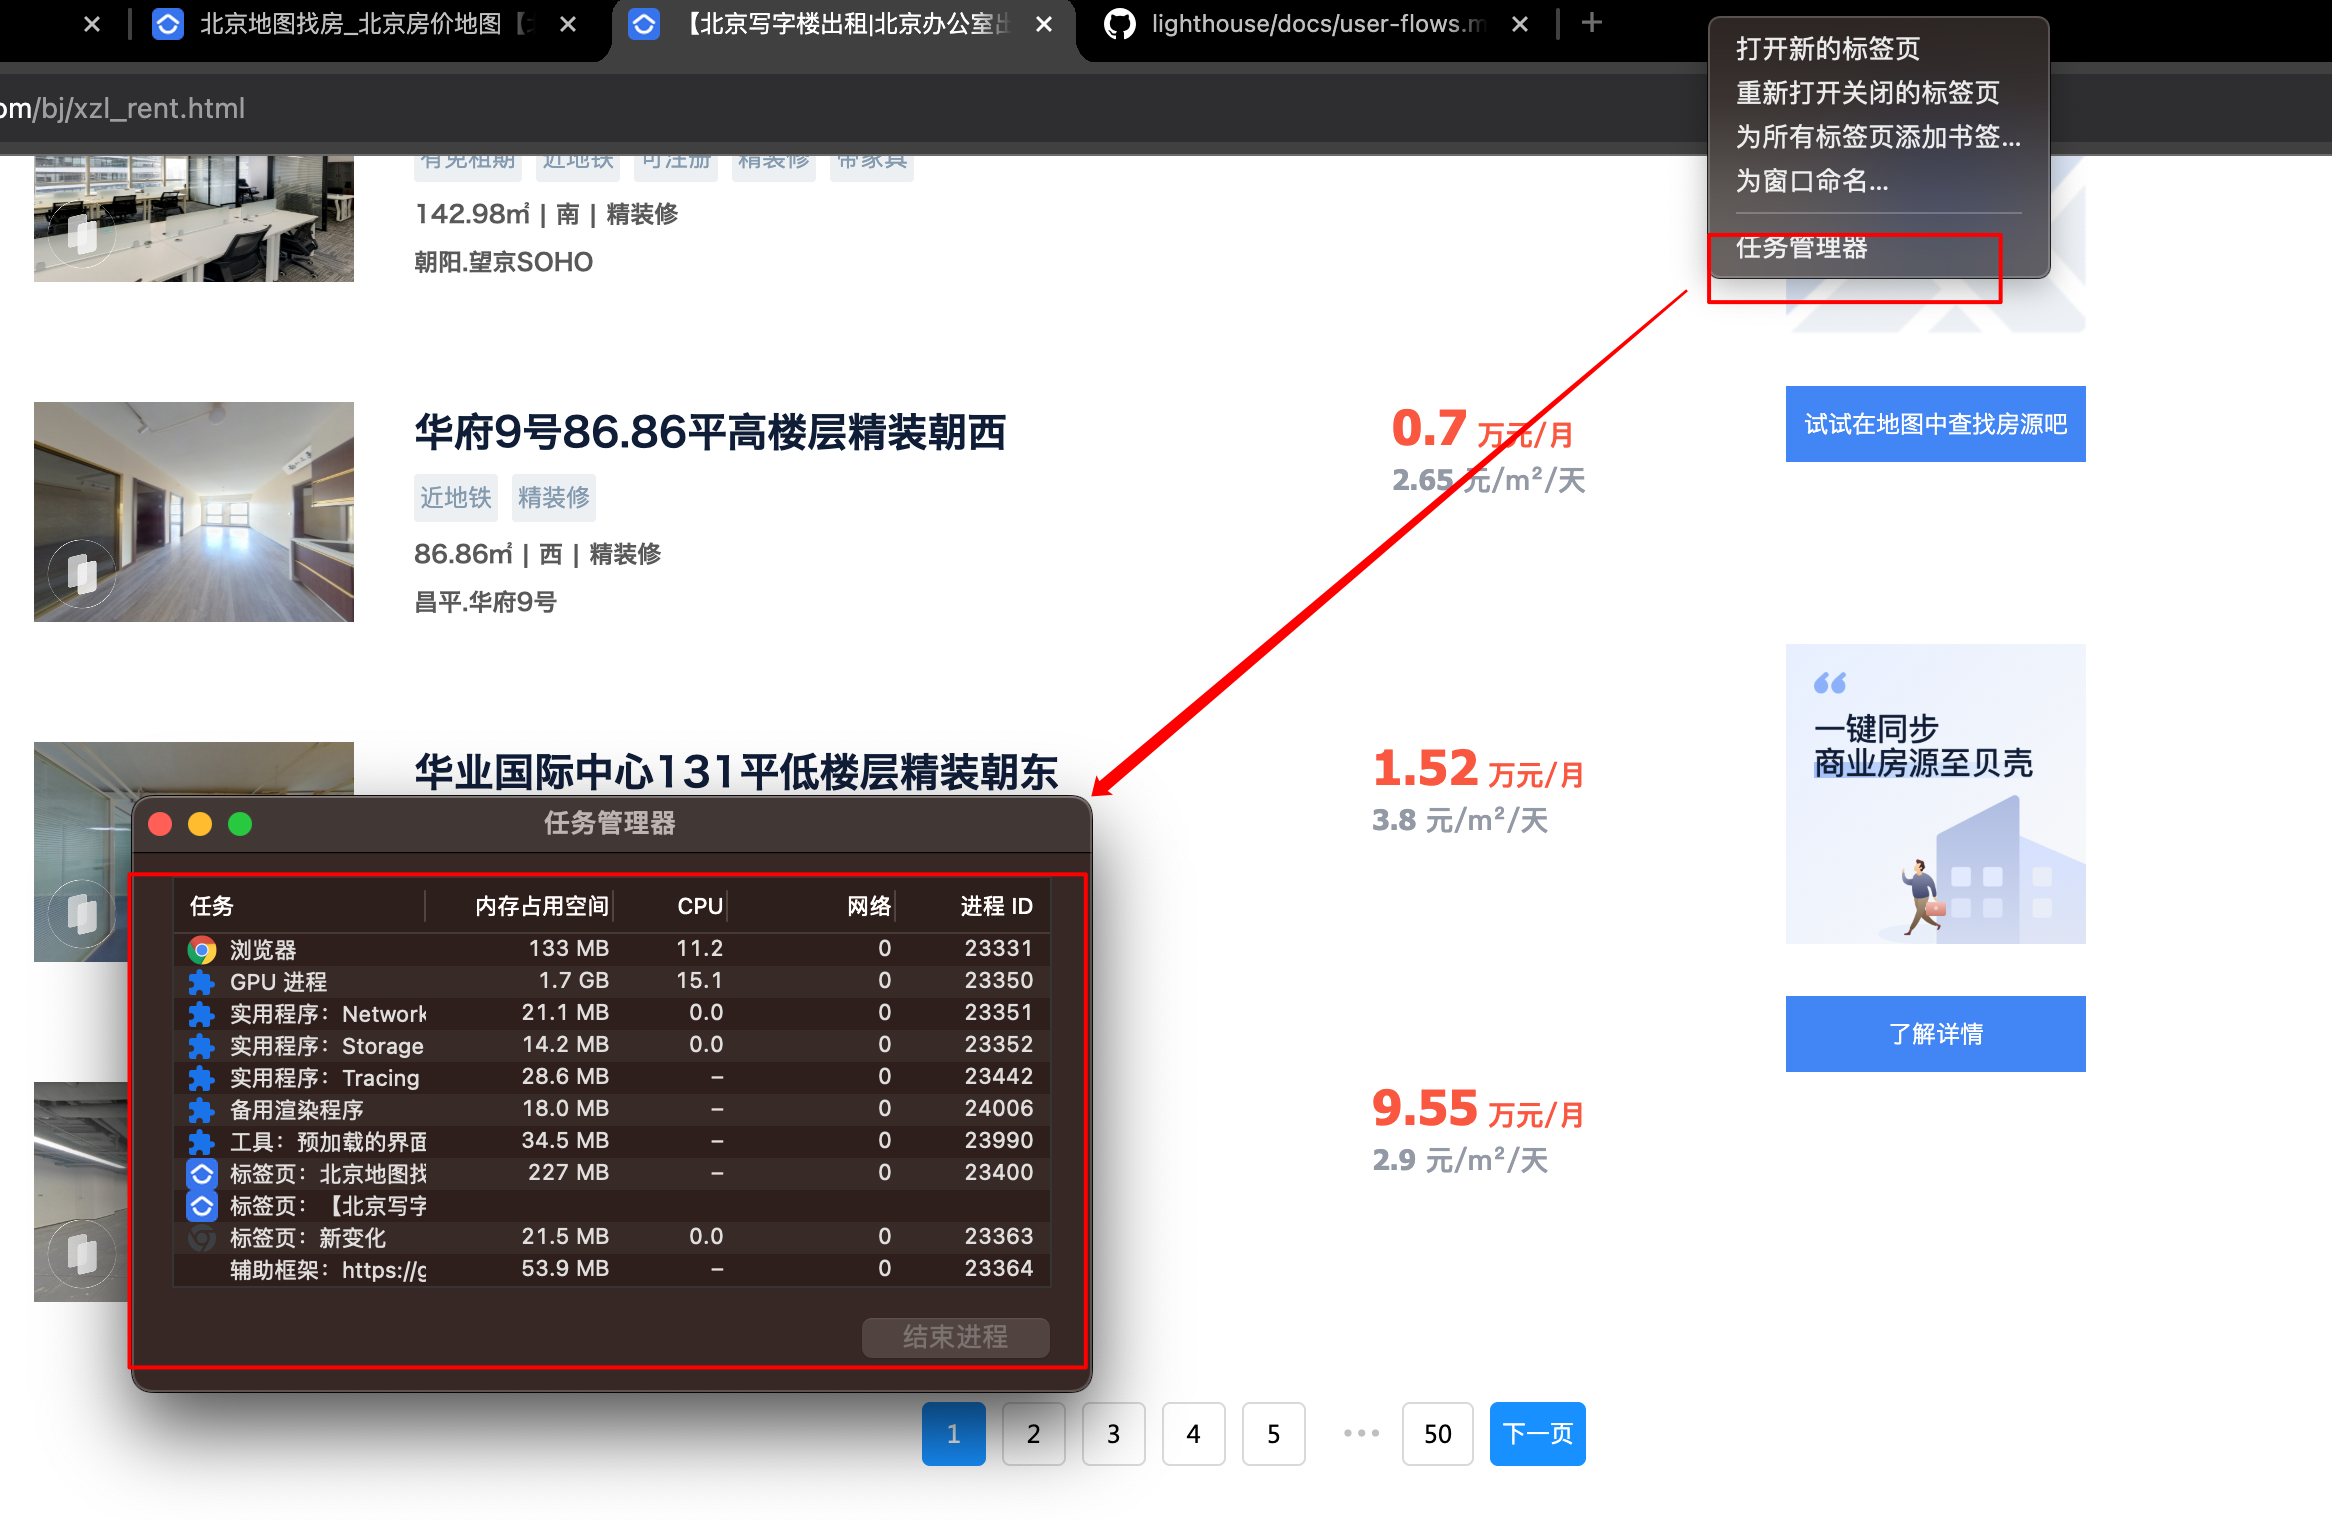 北京地图找房_北京房价地图【
【北京写字楼出租|北京办公室出
lighthouse/docs/user-flows.m
om/bj/xzl_rent.html
打开新的标签页
重新打开关闭的标签页
为所有标签页添加书签...
为窗口命名...
任务管理器
有免租期 近地铁 可注册 精装修 带家具
142.98㎡ | 南 | 精装修
朝阳.望京SOHO
华府9号86.86平高楼层精装朝西
近地铁 精装修
86.86㎡ | 西 | 精装修
昌平.华府9号
0.7 万元/月
2.65 元/m²/天
试试在地图中查找房源吧
华业国际中心131平低楼层精装朝东
1.52 万元/月
3.8 元/m²/天
一键同步
商业房源至贝壳
了解详情
9.55 万元/月
2.9 元/m²/天
任务管理器
任务 内存占用空间 CPU 网络 进程 ID
浏览器 133 MB 11.2 0 23331
GPU 进程 1.7 GB 15.1 0 23350
实用程序：Network 21.1 MB 0.0 0 23351
实用程序：Storage 14.2 MB 0.0 0 23352
实用程序：Tracing 28.6 MB – 0 23442
备用渲染程序 18.0 MB – 0 24006
工具：预加载的界面 34.5 MB – 0 23990
标签页：北京地图找 227 MB – 0 23400
标签页：【北京写字
标签页：新变化 21.5 MB 0.0 0 23363
辅助框架：https://g 53.9 MB – 0 23364
结束进程
1 2 3 4 5 ••• 50 下一页